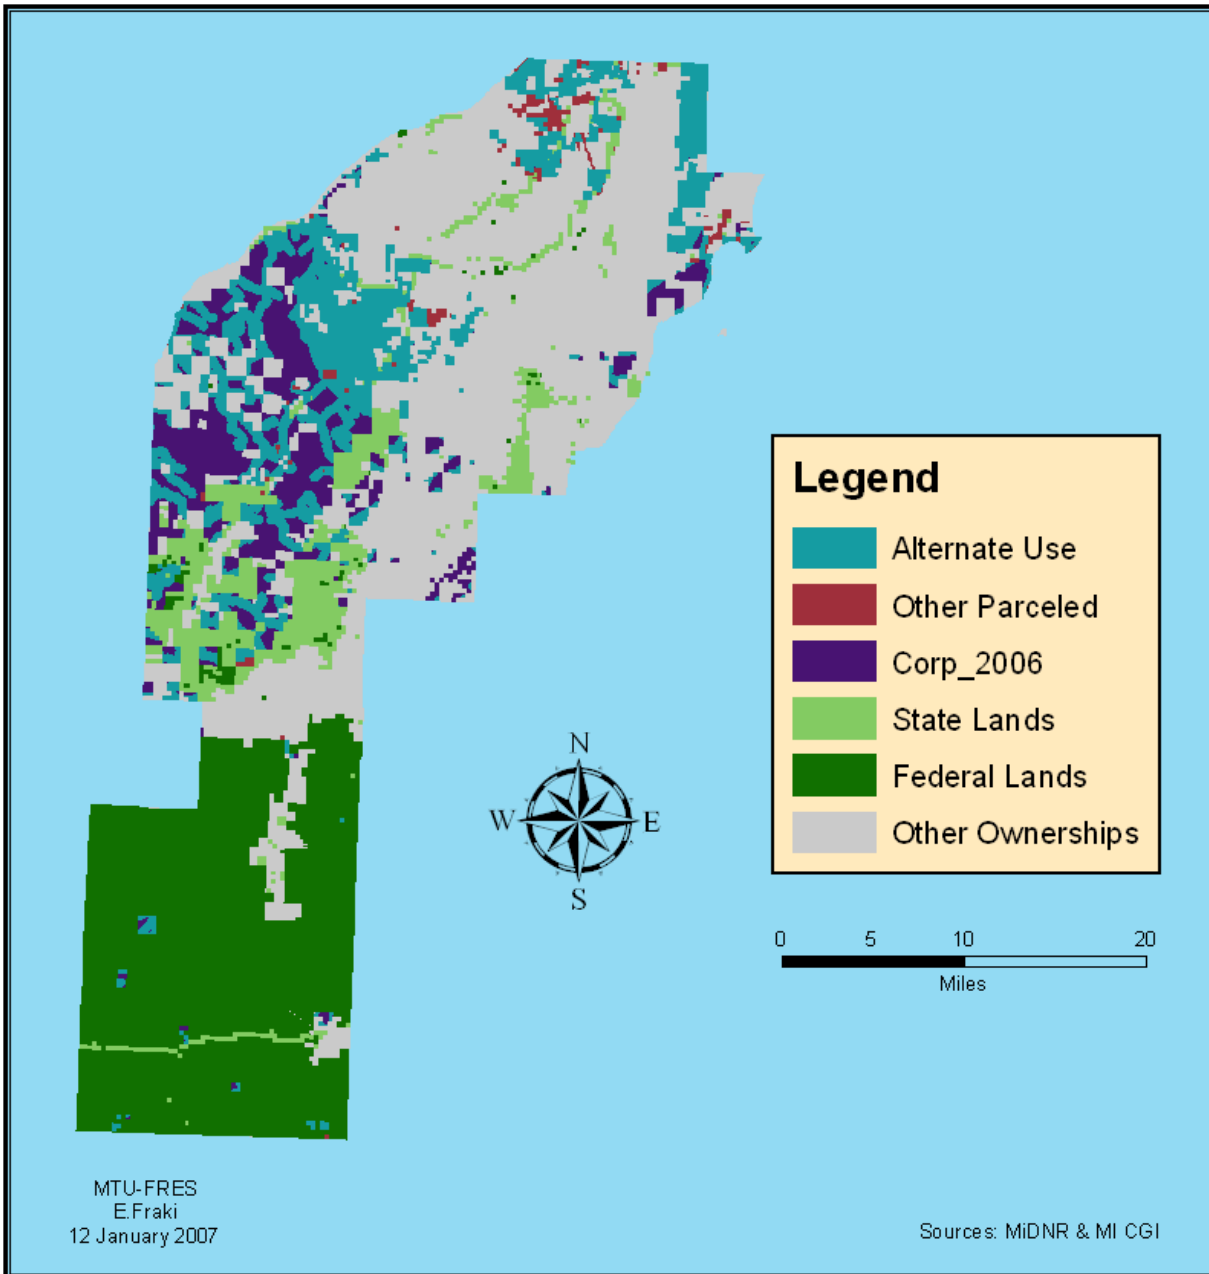 Legend
Alternate Use
Other Parceled
Corp_2006
State Lands
Federal Lands
Other Ownerships
N
W E
S
0 5 10 20
Miles
MTU-FRES
E.Fraki
12 January 2007
Sources: MiDNR & MI CGI